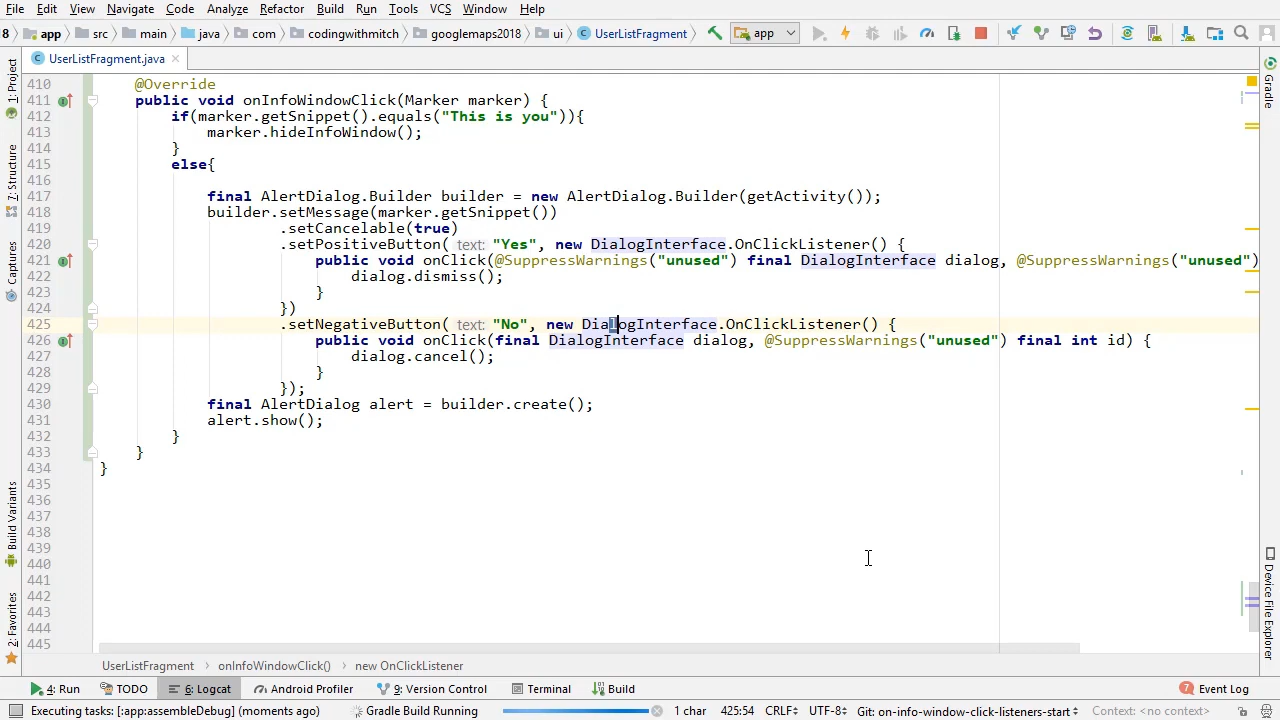 File Edit View Navigate Code Analyze Refactor Build Run Tools VCS Window Help
8 app src main java com codingwithmitch googlemaps2018 ui UserListFragment app
UserListFragment.java
410 @Override
411 public void onInfoWindowClick(Marker marker) {
412 if(marker.getSnippet().equals("This is you")){
413 marker.hideInfoWindow();
414 }
415 else{
416
417 final AlertDialog.Builder builder = new AlertDialog.Builder(getActivity());
418 builder.setMessage(marker.getSnippet())
419 .setCancelable(true)
420 .setPositiveButton( text: "Yes", new DialogInterface.OnClickListener() {
421 public void onClick(@SuppressWarnings("unused") final DialogInterface dialog, @SuppressWarnings("unused")
422 dialog.dismiss();
423 }
424 })
425 .setNegativeButton( text: "No", new DialogInterface.OnClickListener() {
426 public void onClick(final DialogInterface dialog, @SuppressWarnings("unused") final int id) {
427 dialog.cancel();
428 }
429 });
430 final AlertDialog alert = builder.create();
431 alert.show();
432 }
433 }
434 }
435
436
437
438
439
440
441
442
443
444
445
1: Project
7: Structure
Captures
Build Variants
2: Favorites
Gradle
Device File Explorer
UserListFragment › onInfoWindowClick() › new OnClickListener
4: Run TODO 6: Logcat Android Profiler 9: Version Control Terminal Build 7 Event Log
Executing tasks: [:app:assembleDebug] (moments ago) Gradle Build Running 1 char 425:54 CRLF÷ UTF-8÷ Git: on-info-window-click-listeners-start÷ Context: <no context>